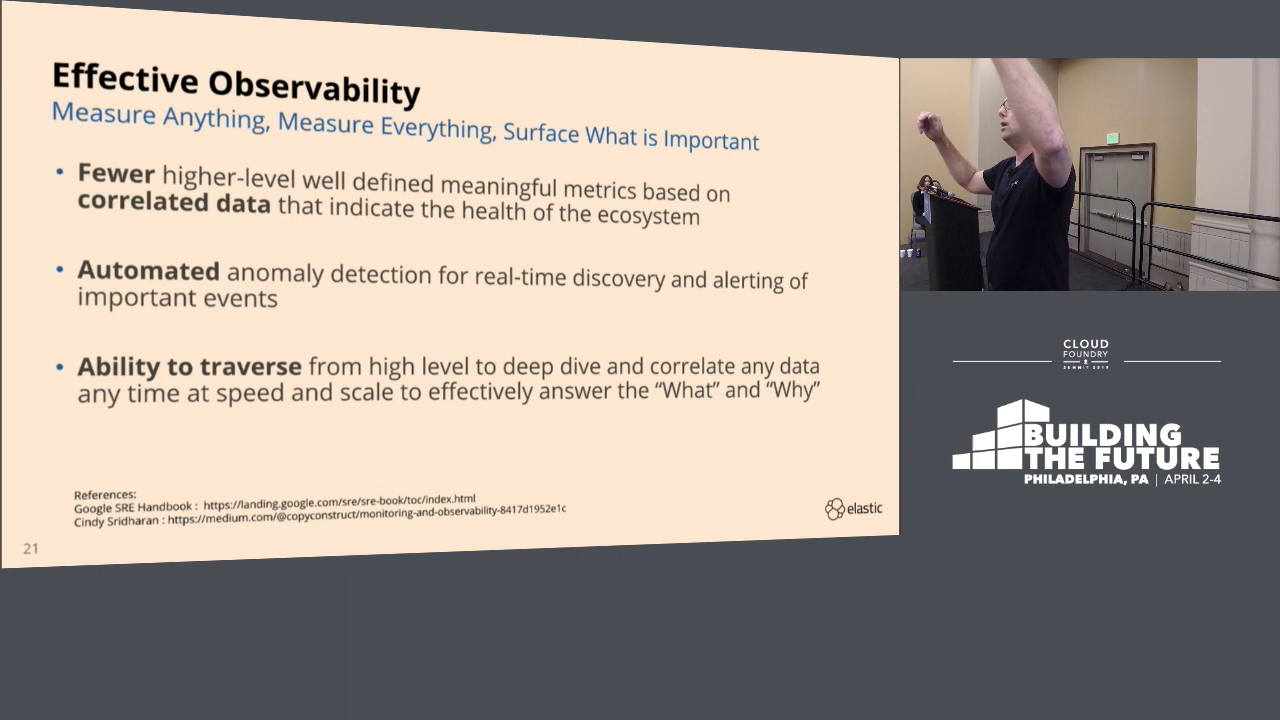 Effective Observability
Measure Anything, Measure Everything, Surface What is Important
• Fewer higher-level well defined meaningful metrics based on
correlated data that indicate the health of the ecosystem
• Automated anomaly detection for real-time discovery and alerting of
important events
• Ability to traverse from high level to deep dive and correlate any data
any time at speed and scale to effectively answer the “What” and “Why”
References:
Google SRE Handbook : https://landing.google.com/sre/sre-book/toc/index.html
Cindy Sridharan : https://medium.com/@copyconstruct/monitoring-and-observability-8417d1952e1c
elastic
21
CLOUD
FOUNDRY
SUMMIT 2019
BUILDING
THE FUTURE
PHILADELPHIA, PA | APRIL 2-4